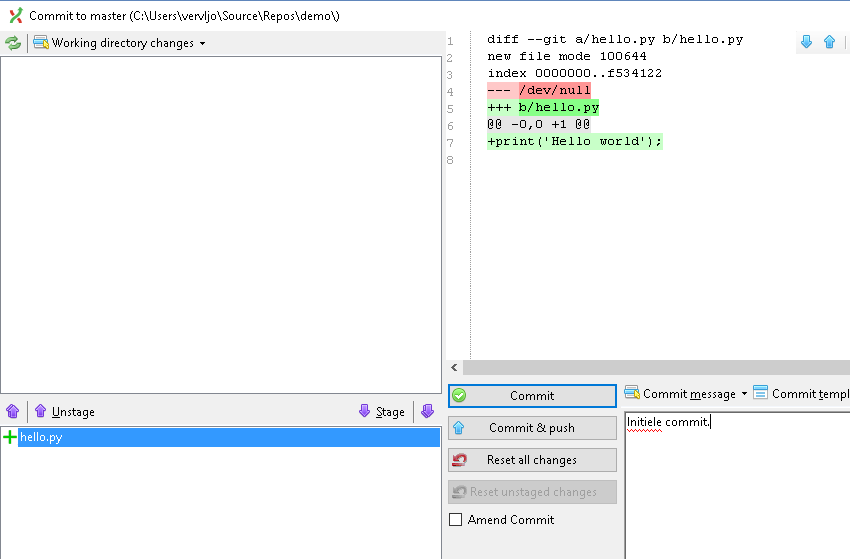 Commit to master (C:\Users\vervljo\Source\Repos\demo\)
Working directory changes
1 diff --git a/hello.py b/hello.py
2 new file mode 100644
3 index 0000000..f534122
4 --- /dev/null
5 +++ b/hello.py
6 @@ -0,0 +1 @@
7 +print('Hello world');
8
Unstage
Stage
hello.py
Commit
Commit & push
Reset all changes
Reset unstaged changes
Amend Commit
Commit message
Commit templ
Initiele commit.